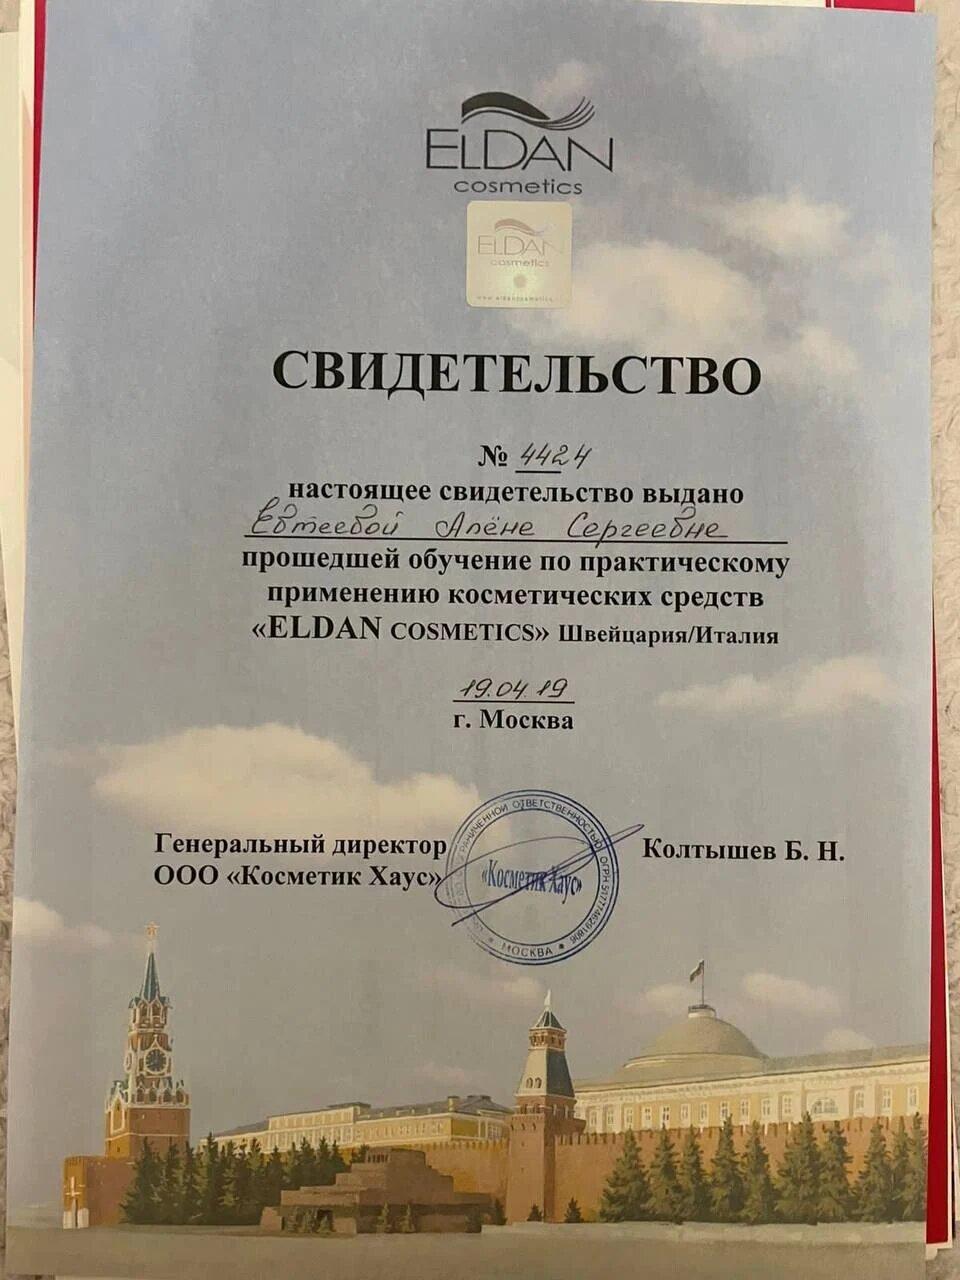 ELDAN
cosmetics
ELDAN
cosmetics
СВИДЕТЕЛЬСТВО
№ 4424
настоящее свидетельство выдано
Евтеевой Алёне Сергеевне
прошедшей обучение по практическому
применению косметических средств
«ELDAN COSMETICS» Швейцария/Италия
19.04.19
г. Москва
Генеральный директор
ООО «Косметик Хаус»
Колтышев Б. Н.
ОТВЕТСТВЕННОСТЬЮ
«Косметик Хаус»
* МОСКВА *